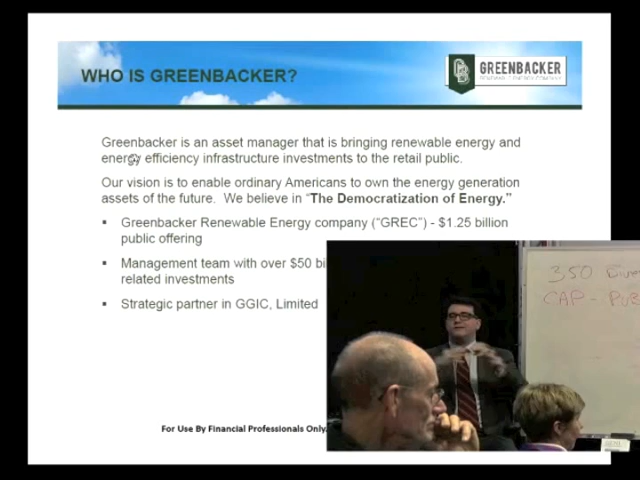 WHO IS GREENBACKER?
GREENBACKER
RENEWABLE ENERGY COMPANY
Greenbacker is an asset manager that is bringing renewable energy and
energy efficiency infrastructure investments to the retail public.
Our vision is to enable ordinary Americans to own the energy generation
assets of the future. We believe in “The Democratization of Energy.”
▪ Greenbacker Renewable Energy company (“GREC”) - $1.25 billion
public offering
▪ Management team with over $50 bi
related investments
▪ Strategic partner in GGIC, Limited
350
CAP - PUB
For Use By Financial Professionals Only.